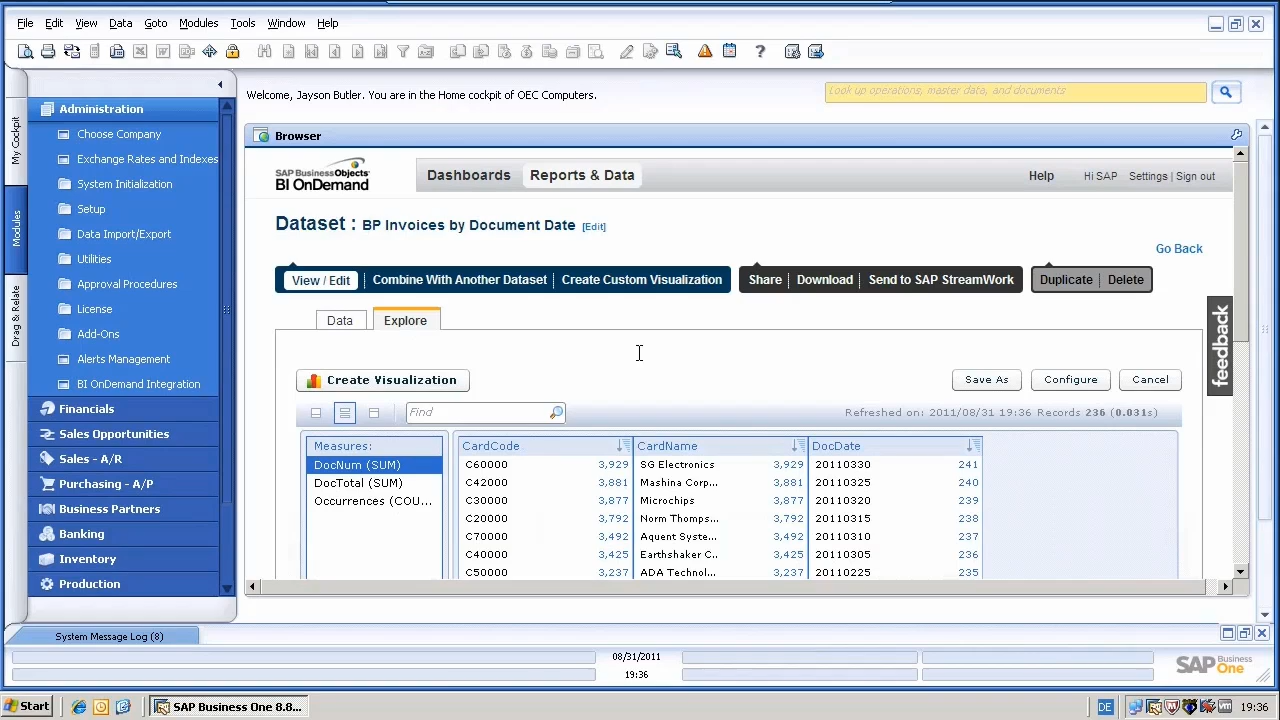 File Edit View Data Goto Modules Tools Window Help
Welcome, Jayson Butler. You are in the Home cockpit of OEC Computers.
Look up operations, master data, and documents
My Cockpit
Modules
Drag & Relate
Administration
Choose Company
Exchange Rates and Indexes
System Initialization
Setup
Data Import/Export
Utilities
Approval Procedures
License
Add-Ons
Alerts Management
BI OnDemand Integration
Financials
Sales Opportunities
Sales - A/R
Purchasing - A/P
Business Partners
Banking
Inventory
Production
Browser
SAP BusinessObjects
BI OnDemand
Dashboards Reports & Data
Help Hi SAP Settings | Sign out
Dataset : BP Invoices by Document Date [Edit]
Go Back
View / Edit Combine With Another Dataset Create Custom Visualization Share Download Send to SAP StreamWork Duplicate Delete
feedback
Data Explore
Create Visualization Save As Configure Cancel
Find
Refreshed on: 2011/08/31 19:36 Records 236 (0.031s)
Measures: CardCode CardName DocDate
DocNum (SUM) C60000 3,929 SG Electronics 3,929 20110330 241
DocTotal (SUM) C42000 3,881 Mashina Corp... 3,881 20110325 240
Occurrences (COU... C30000 3,877 Microchips 3,877 20110320 239
C20000 3,792 Norm Thomps... 3,792 20110315 238
C70000 3,492 Aquent Syste... 3,492 20110310 237
C40000 3,425 Earthshaker C... 3,425 20110305 236
C50000 3,237 ADA Technol... 3,237 20110225 235
System Message Log (8)
08/31/2011
19:36
SAP Business One
Start SAP Business One 8.8... DE 19:36